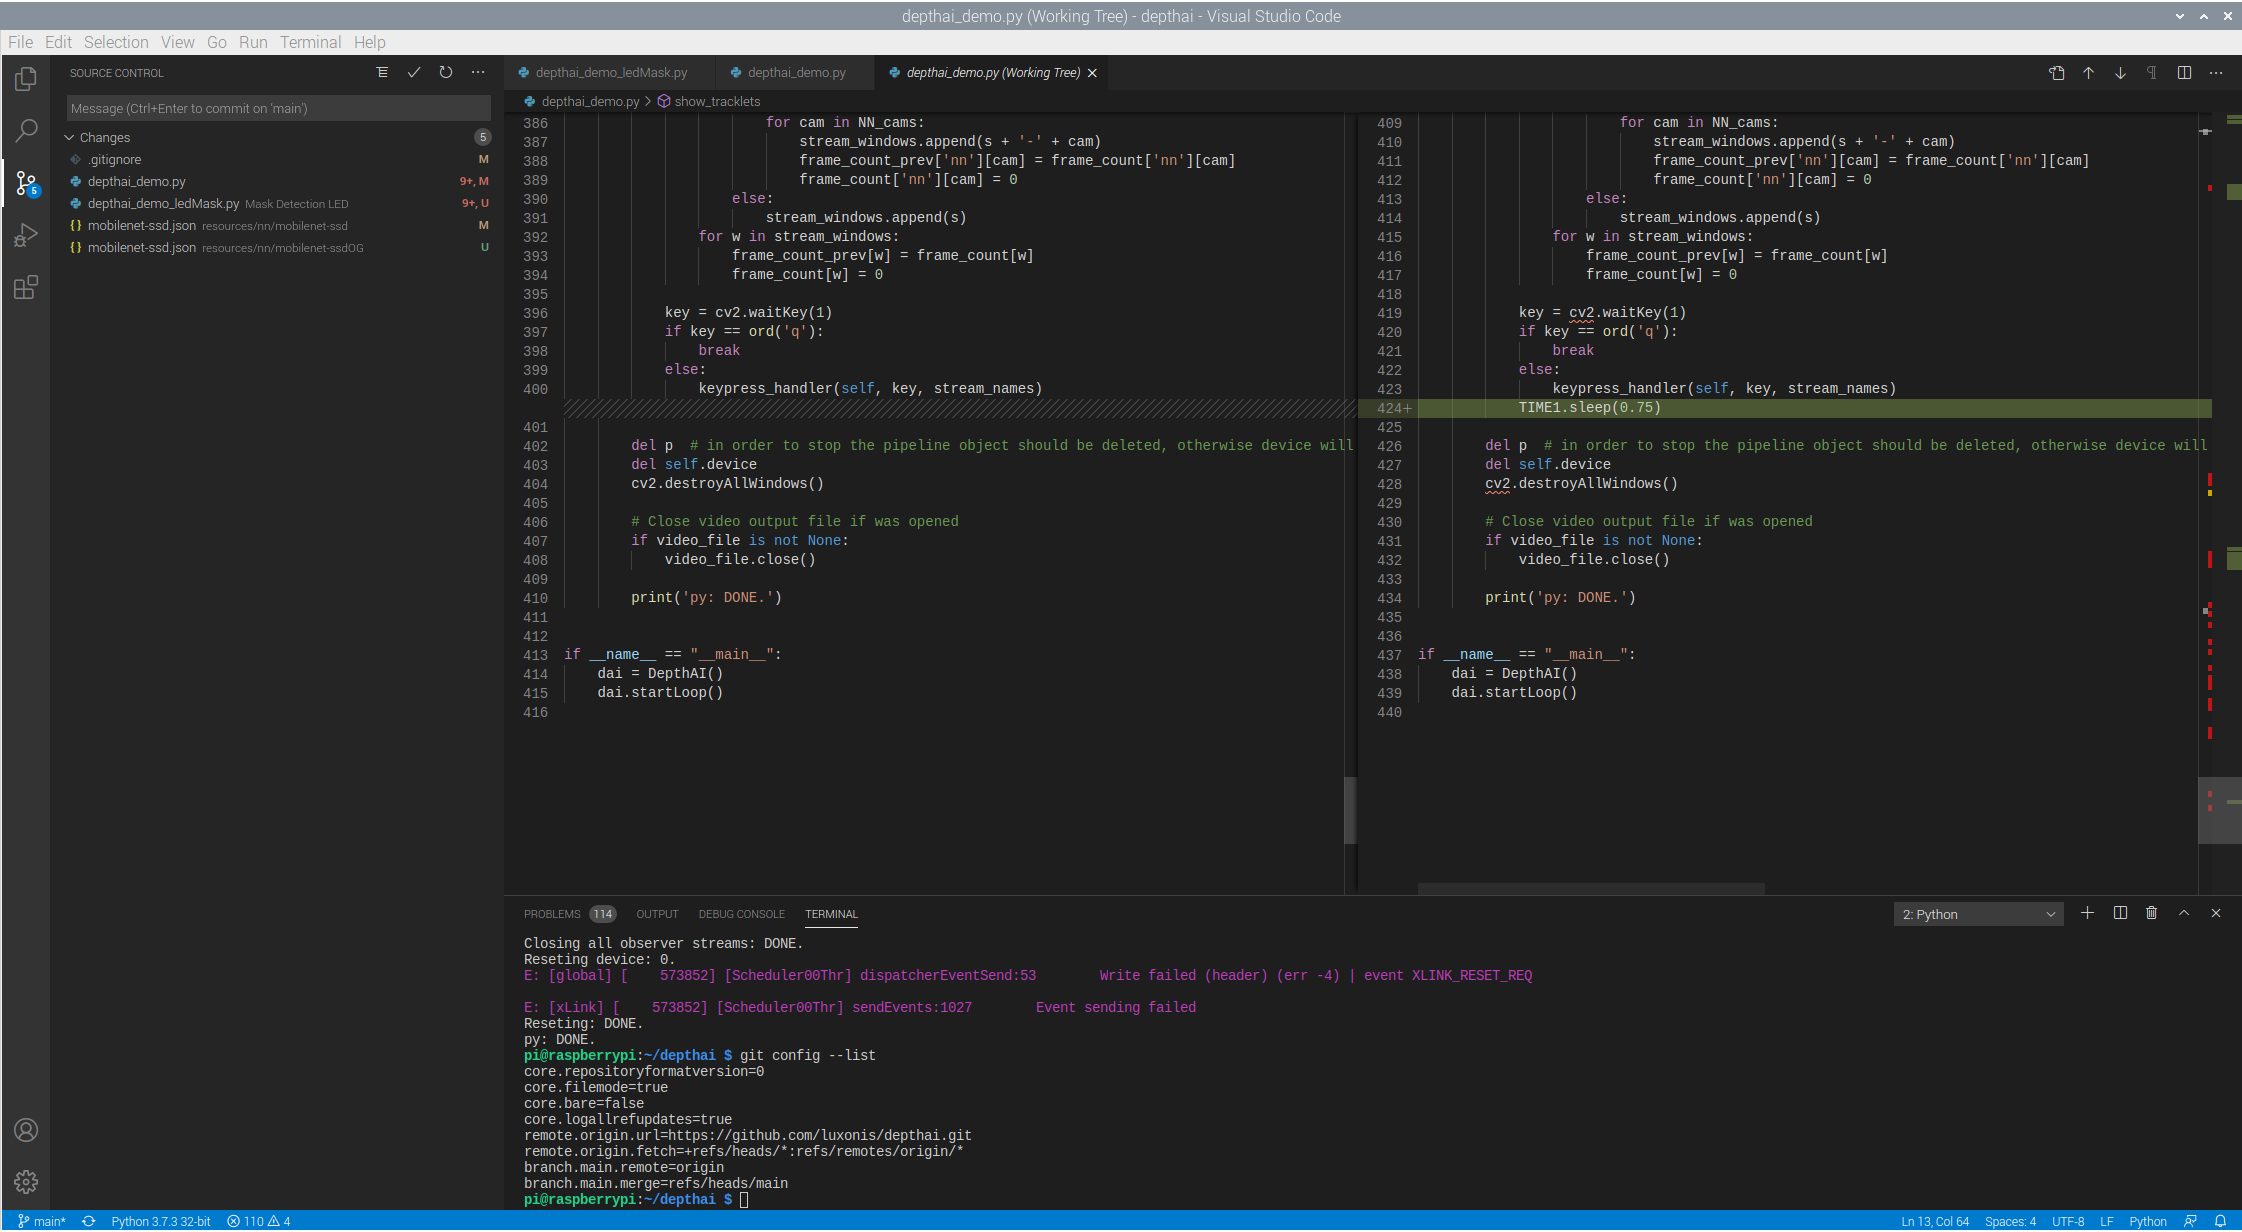 depthai_demo.py (Working Tree) - depthai - Visual Studio Code
File Edit Selection View Go Run Terminal Help
SOURCE CONTROL
Message (Ctrl+Enter to commit on 'main')
Changes 5
.gitignore M
depthai_demo.py 9+, M
depthai_demo_ledMask.py Mask Detection LED 9+, U
{} mobilenet-ssd.json resources/nn/mobilenet-ssd M
{} mobilenet-ssd.json resources/nn/mobilenet-ssdOG U
5
depthai_demo_ledMask.py depthai_demo.py depthai_demo.py (Working Tree)
depthai_demo.py > show_tracklets
386 for cam in NN_cams:
387 stream_windows.append(s + '-' + cam)
388 frame_count_prev['nn'][cam] = frame_count['nn'][cam]
389 frame_count['nn'][cam] = 0
390 else:
391 stream_windows.append(s)
392 for w in stream_windows:
393 frame_count_prev[w] = frame_count[w]
394 frame_count[w] = 0
395
396 key = cv2.waitKey(1)
397 if key == ord('q'):
398 break
399 else:
400 keypress_handler(self, key, stream_names)
401
402 del p # in order to stop the pipeline object should be deleted, otherwise device will
403 del self.device
404 cv2.destroyAllWindows()
405
406 # Close video output file if was opened
407 if video_file is not None:
408 video_file.close()
409
410 print('py: DONE.')
411
412
413 if __name__ == "__main__":
414 dai = DepthAI()
415 dai.startLoop()
416
409 for cam in NN_cams:
410 stream_windows.append(s + '-' + cam)
411 frame_count_prev['nn'][cam] = frame_count['nn'][cam]
412 frame_count['nn'][cam] = 0
413 else:
414 stream_windows.append(s)
415 for w in stream_windows:
416 frame_count_prev[w] = frame_count[w]
417 frame_count[w] = 0
418
419 key = cv2.waitKey(1)
420 if key == ord('q'):
421 break
422 else:
423 keypress_handler(self, key, stream_names)
424+ TIME1.sleep(0.75)
425
426 del p # in order to stop the pipeline object should be deleted, otherwise device will
427 del self.device
428 cv2.destroyAllWindows()
429
430 # Close video output file if was opened
431 if video_file is not None:
432 video_file.close()
433
434 print('py: DONE.')
435
436
437 if __name__ == "__main__":
438 dai = DepthAI()
439 dai.startLoop()
440
PROBLEMS 114 OUTPUT DEBUG CONSOLE TERMINAL 2: Python
Closing all observer streams: DONE.
Reseting device: 0.
E: [global] [    573852] [Scheduler00Thr] dispatcherEventSend:53 Write failed (header) (err -4) | event XLINK_RESET_REQ
E: [xLink] [    573852] [Scheduler00Thr] sendEvents:1027 Event sending failed
Reseting: DONE.
py: DONE.
pi@raspberrypi:~/depthai $ git config --list
core.repositoryformatversion=0
core.filemode=true
core.bare=false
core.logallrefupdates=true
remote.origin.url=https://github.com/luxonis/depthai.git
remote.origin.fetch=+refs/heads/*:refs/remotes/origin/*
branch.main.remote=origin
branch.main.merge=refs/heads/main
pi@raspberrypi:~/depthai $
main* Python 3.7.3 32-bit 110 4 Ln 13, Col 64 Spaces: 4 UTF-8 LF Python